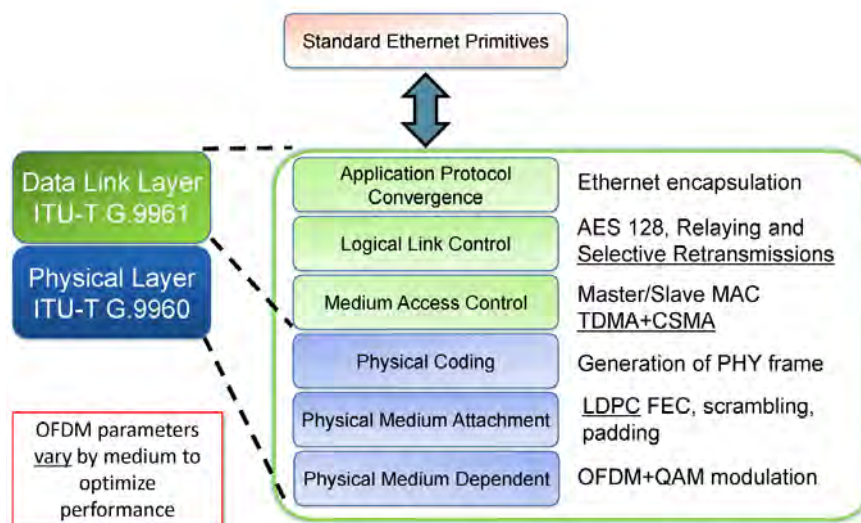 Standard Ethernet Primitives
Data Link Layer
ITU-T G.9961
Physical Layer
ITU-T G.9960
Application Protocol
Convergence
Ethernet encapsulation
Logical Link Control
AES 128, Relaying and
Selective Retransmissions
Medium Access Control
Master/Slave MAC
TDMA+CSMA
Physical Coding
Generation of PHY frame
Physical Medium Attachment
LDPC FEC, scrambling,
padding
Physical Medium Dependent
OFDM+QAM modulation
OFDM parameters
vary by medium to
optimize
performance